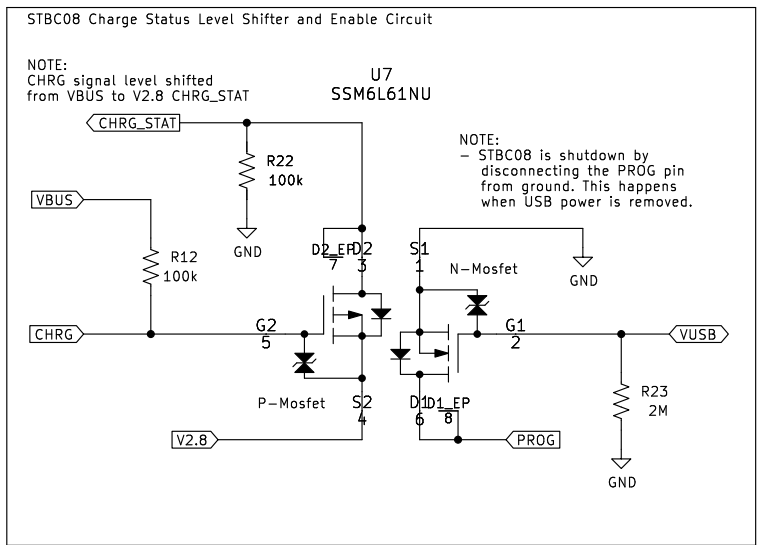 STBC08 Charge Status Level Shifter and Enable Circuit
NOTE:
CHRG signal level shifted
from VBUS to V2.8 CHRG_STAT
U7
SSM6L61NU
CHRG_STAT
R22
100k
GND
NOTE:
- STBC08 is shutdown by
disconnecting the PROG pin
from ground. This happens
when USB power is removed.
VBUS
R12
100k
D2_EP
7
D2
3
S1
1
N-Mosfet
GND
CHRG
G2
5
G1
2
VUSB
P-Mosfet
S2
4
D1
6
D1_EP
8
R23
2M
V2.8
PROG
GND